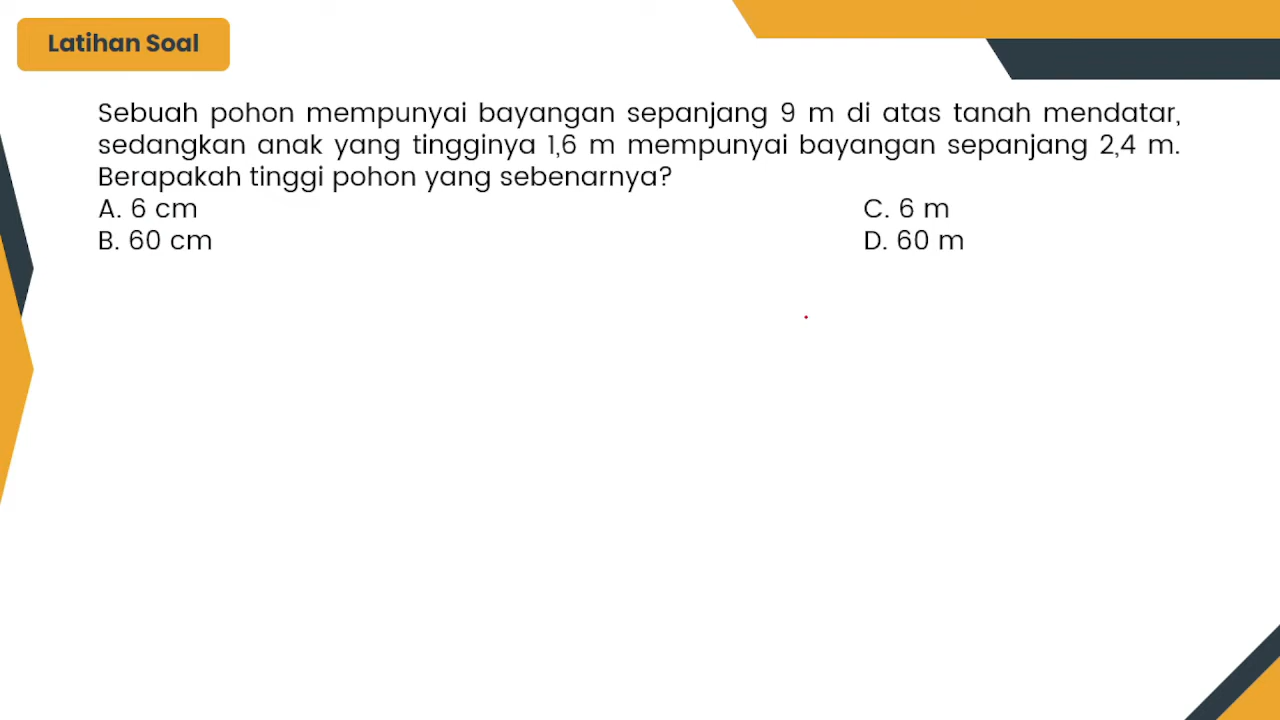 Latihan Soal
Sebuah pohon mempunyai bayangan sepanjang 9 m di atas tanah mendatar,
sedangkan anak yang tingginya 1,6 m mempunyai bayangan sepanjang 2,4 m.
Berapakah tinggi pohon yang sebenarnya?
A. 6 cm
B. 60 cm
C. 6 m
D. 60 m